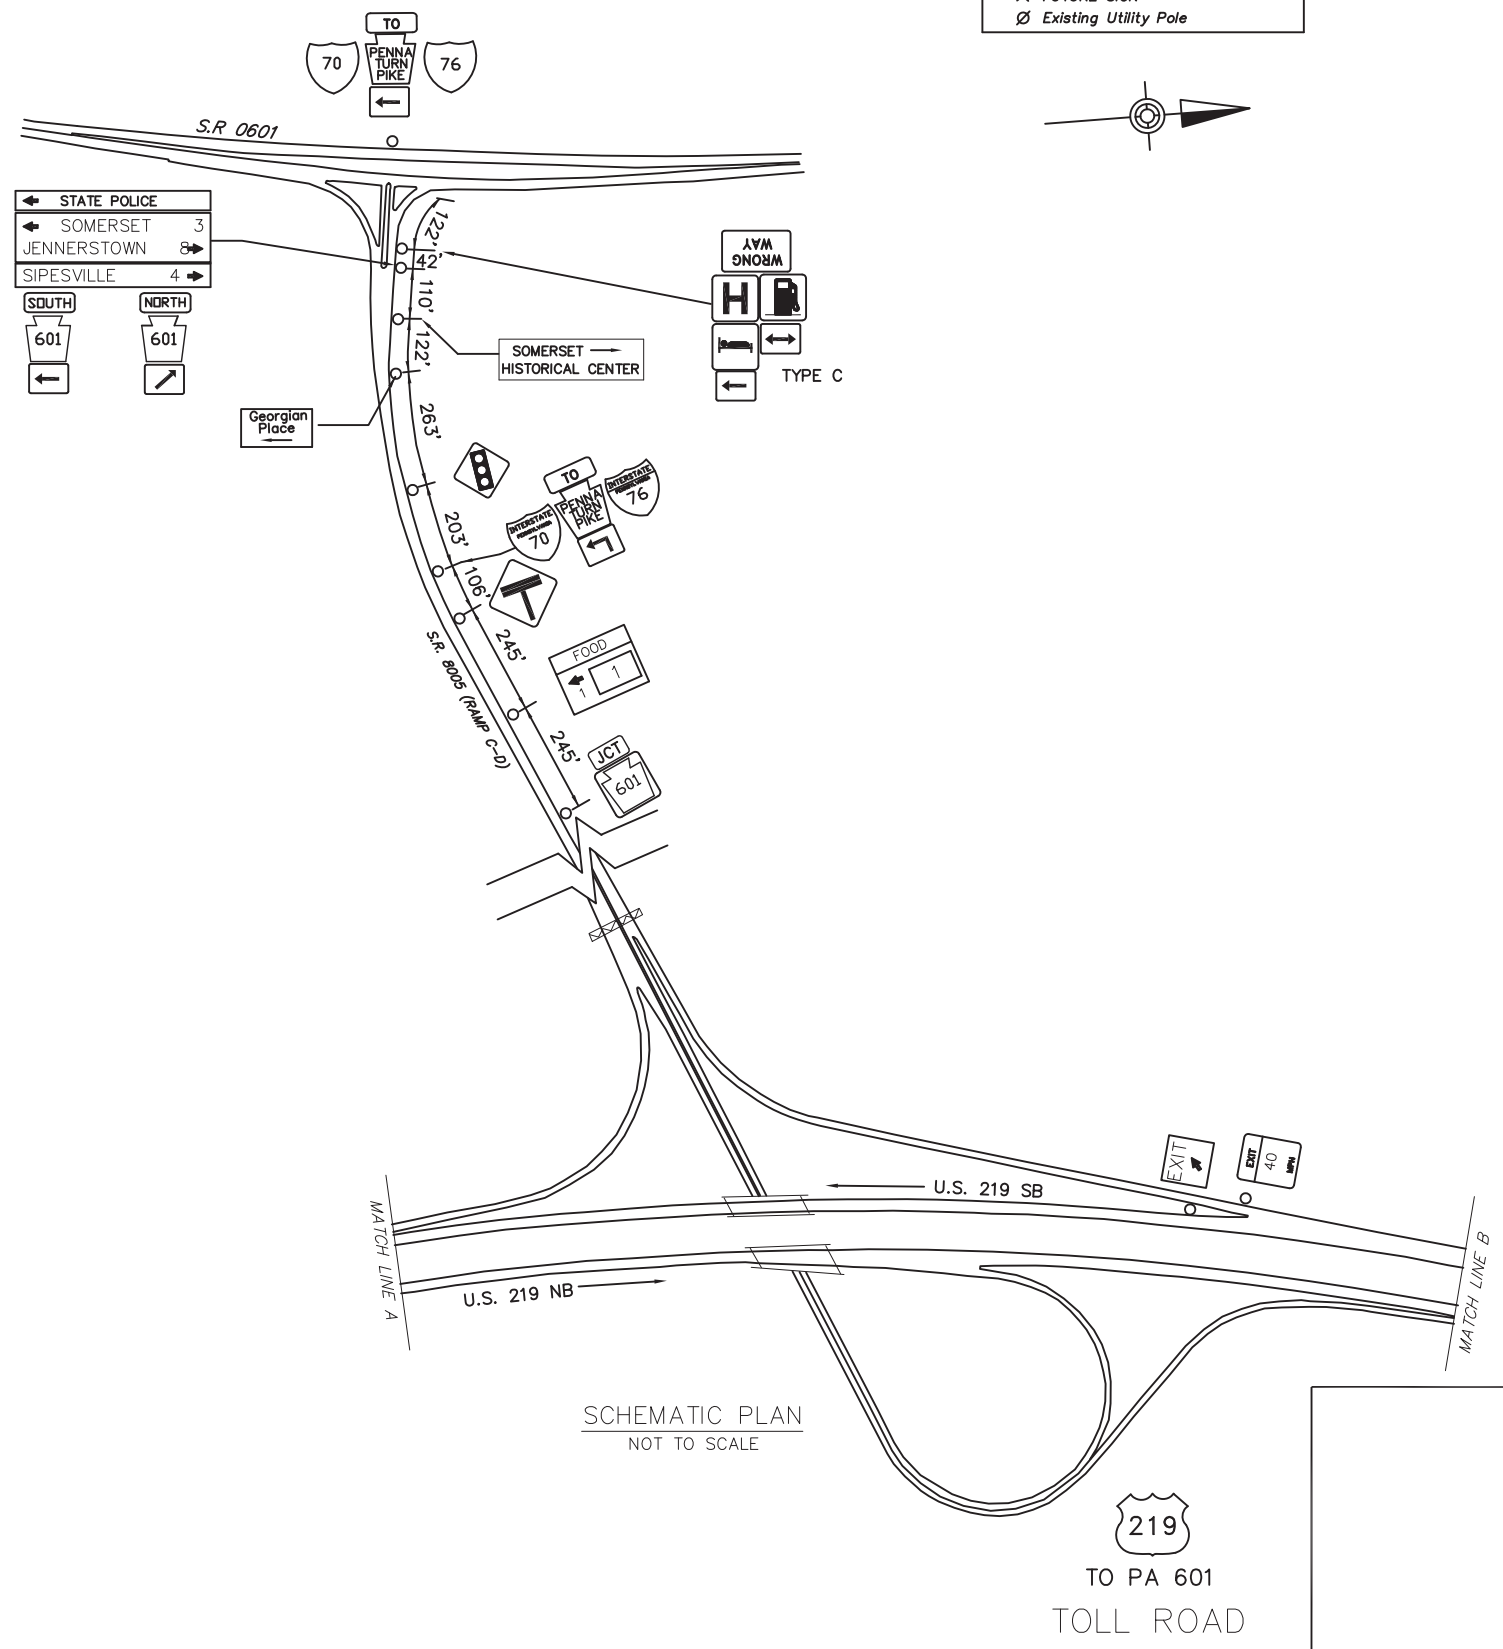 Ø Existing Utility Pole
TO
70
PENNA
TURN
PIKE
76
S.R 0601
STATE POLICE
SOMERSET 3
JENNERSTOWN 8
SIPESVILLE 4
SOUTH
601
NORTH
601
122'
42'
110'
122'
263'
203'
106'
245'
245'
WRONG
WAY
H
TYPE C
SOMERSET
HISTORICAL CENTER
Georgian
Place
TO
INTERSTATE
PENNSYLVANIA
70
PENNA
TURN
PIKE
INTERSTATE
PENNSYLVANIA
76
FOOD
1
1
JCT
601
S.R. 8005 (RAMP C-D)
EXIT
EXIT
40
MPH
U.S. 219 SB
U.S. 219 NB
MATCH LINE A
MATCH LINE B
SCHEMATIC PLAN
NOT TO SCALE
219
TO PA 601
TOLL ROAD